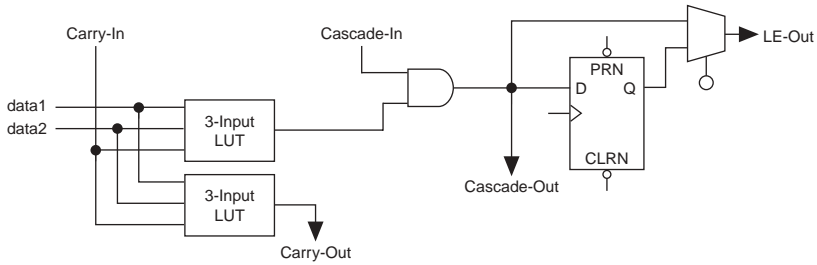 Carry-In
Cascade-In
LE-Out
PRN
data1
D
Q
data2
3-Input
LUT
CLRN
3-Input
LUT
Cascade-Out
Carry-Out